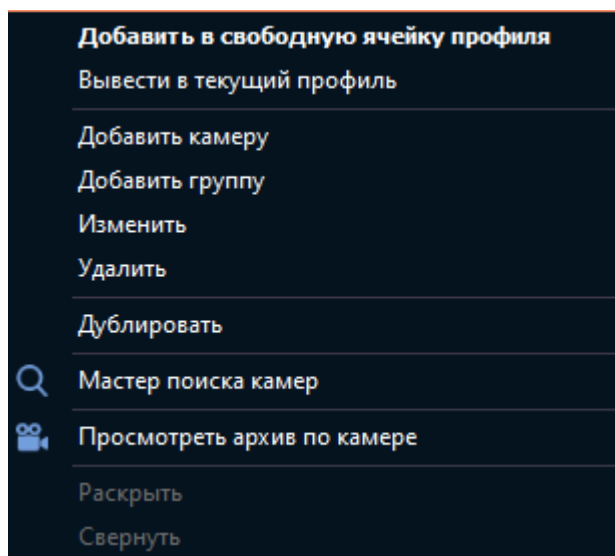 Добавить в свободную ячейку профиля
Вывести в текущий профиль
Добавить камеру
Добавить группу
Изменить
Удалить
Дублировать
Мастер поиска камер
Просмотреть архив по камере
Раскрыть
Свернуть